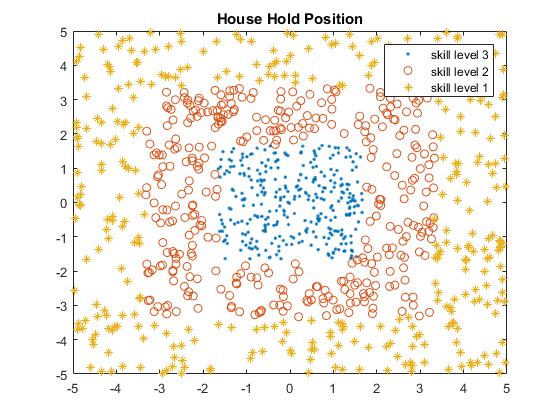 House Hold Position
skill level 3
skill level 2
skill level 1
5
4
3
2
1
0
-1
-2
-3
-4
-5
-5 -4 -3 -2 -1 0 1 2 3 4 5